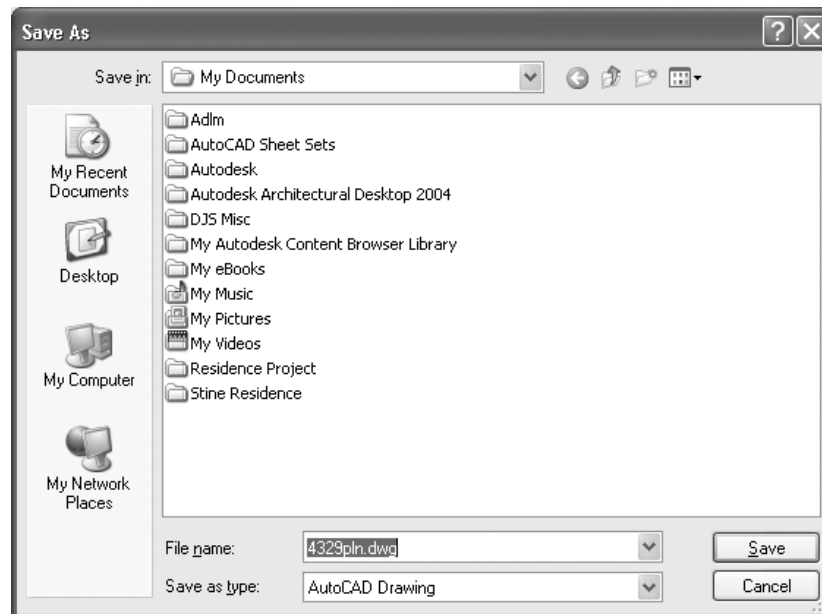 Save As
Save in:
My Documents
My Recent
Documents
Desktop
My Computer
My Network
Places
Adlm
AutoCAD Sheet Sets
Autodesk
Autodesk Architectural Desktop 2004
DJS Misc
My Autodesk Content Browser Library
My eBooks
My Music
My Pictures
My Videos
Residence Project
Stine Residence
File name:
4329pln.dwg
Save
Save as type:
AutoCAD Drawing
Cancel